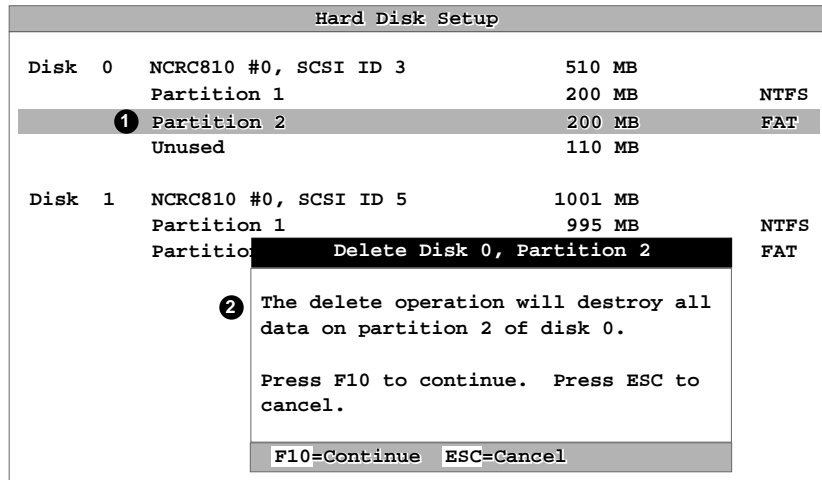 Hard Disk Setup
Disk 0 NCRC810 #0, SCSI ID 3 510 MB
Partition 1 200 MB NTFS
1 Partition 2 200 MB FAT
Unused 110 MB
Disk 1 NCRC810 #0, SCSI ID 5 1001 MB
Partition 1 995 MB NTFS
Partitio FAT
Delete Disk 0, Partition 2
2 The delete operation will destroy all
data on partition 2 of disk 0.
Press F10 to continue. Press ESC to
cancel.
F10=Continue ESC=Cancel